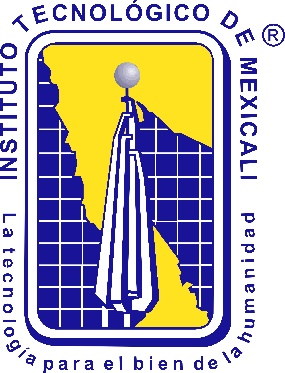 INSTITUTO TECNOLÓGICO DE MEXICALI ®
La tecnología para el bien de la humanidad